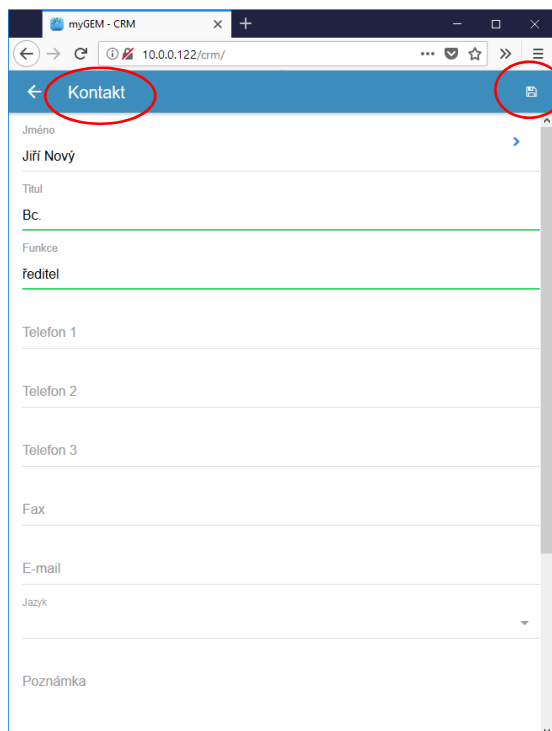 myGEM - CRM
10.0.0.122/crm/
Kontakt
Jméno
Jiří Nový
Titul
Bc.
Funkce
ředitel
Telefon 1
Telefon 2
Telefon 3
Fax
E-mail
Jazyk
Poznámka